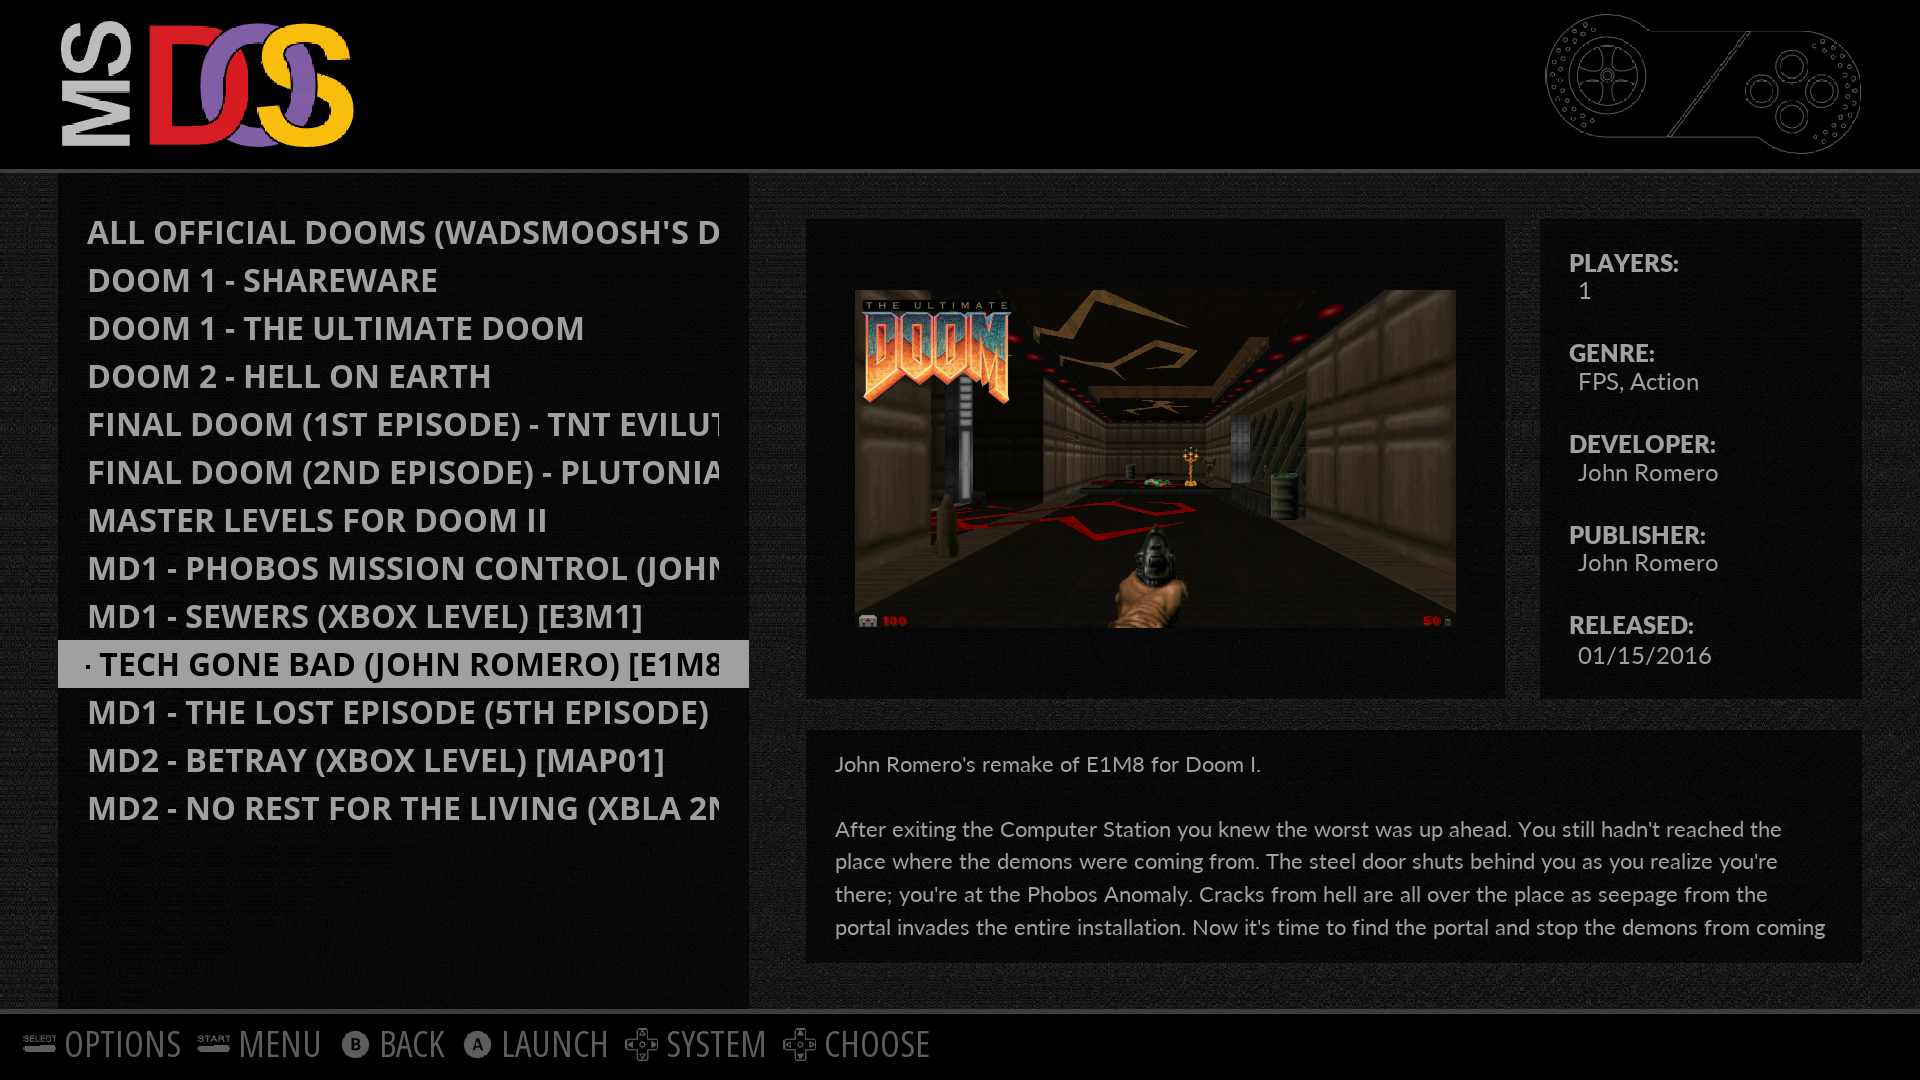 MS DOS
ALL OFFICIAL DOOMS (WADSMOOSH'S D
DOOM 1 - SHAREWARE
DOOM 1 - THE ULTIMATE DOOM
DOOM 2 - HELL ON EARTH
FINAL DOOM (1ST EPISODE) - TNT EVILUT
FINAL DOOM (2ND EPISODE) - PLUTONIA
MASTER LEVELS FOR DOOM II
MD1 - PHOBOS MISSION CONTROL (JOHN
MD1 - SEWERS (XBOX LEVEL) [E3M1]
- TECH GONE BAD (JOHN ROMERO) [E1M8
MD1 - THE LOST EPISODE (5TH EPISODE)
MD2 - BETRAY (XBOX LEVEL) [MAP01]
MD2 - NO REST FOR THE LIVING (XBLA 2N
THE ULTIMATE
DOOM
100
50
PLAYERS:
1
GENRE:
FPS, Action
DEVELOPER:
John Romero
PUBLISHER:
John Romero
RELEASED:
01/15/2016
John Romero's remake of E1M8 for Doom I.
After exiting the Computer Station you knew the worst was up ahead. You still hadn't reached the
place where the demons were coming from. The steel door shuts behind you as you realize you're
there; you're at the Phobos Anomaly. Cracks from hell are all over the place as seepage from the
portal invades the entire installation. Now it's time to find the portal and stop the demons from coming
SELECT OPTIONS START MENU B BACK A LAUNCH SYSTEM CHOOSE